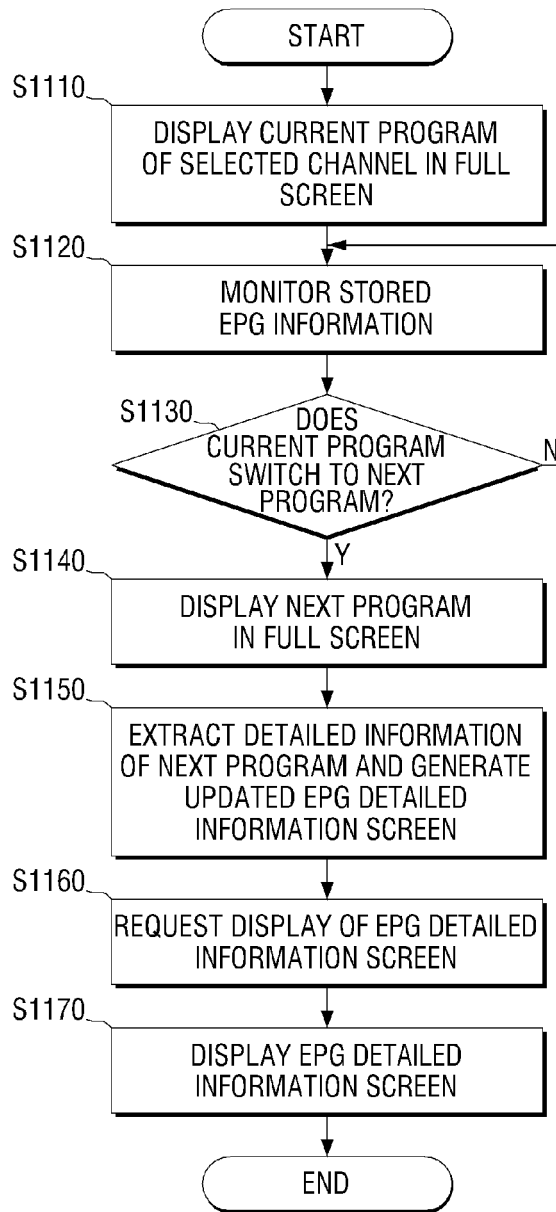 START
S1110
DISPLAY CURRENT PROGRAM
OF SELECTED CHANNEL IN FULL
SCREEN
S1120
MONITOR STORED
EPG INFORMATION
S1130
DOES
CURRENT PROGRAM
SWITCH TO NEXT
PROGRAM?
N
Y
S1140
DISPLAY NEXT PROGRAM
IN FULL SCREEN
S1150
EXTRACT DETAILED INFORMATION
OF NEXT PROGRAM AND GENERATE
UPDATED EPG DETAILED
INFORMATION SCREEN
S1160
REQUEST DISPLAY OF EPG DETAILED
INFORMATION SCREEN
S1170
DISPLAY EPG DETAILED
INFORMATION SCREEN
END